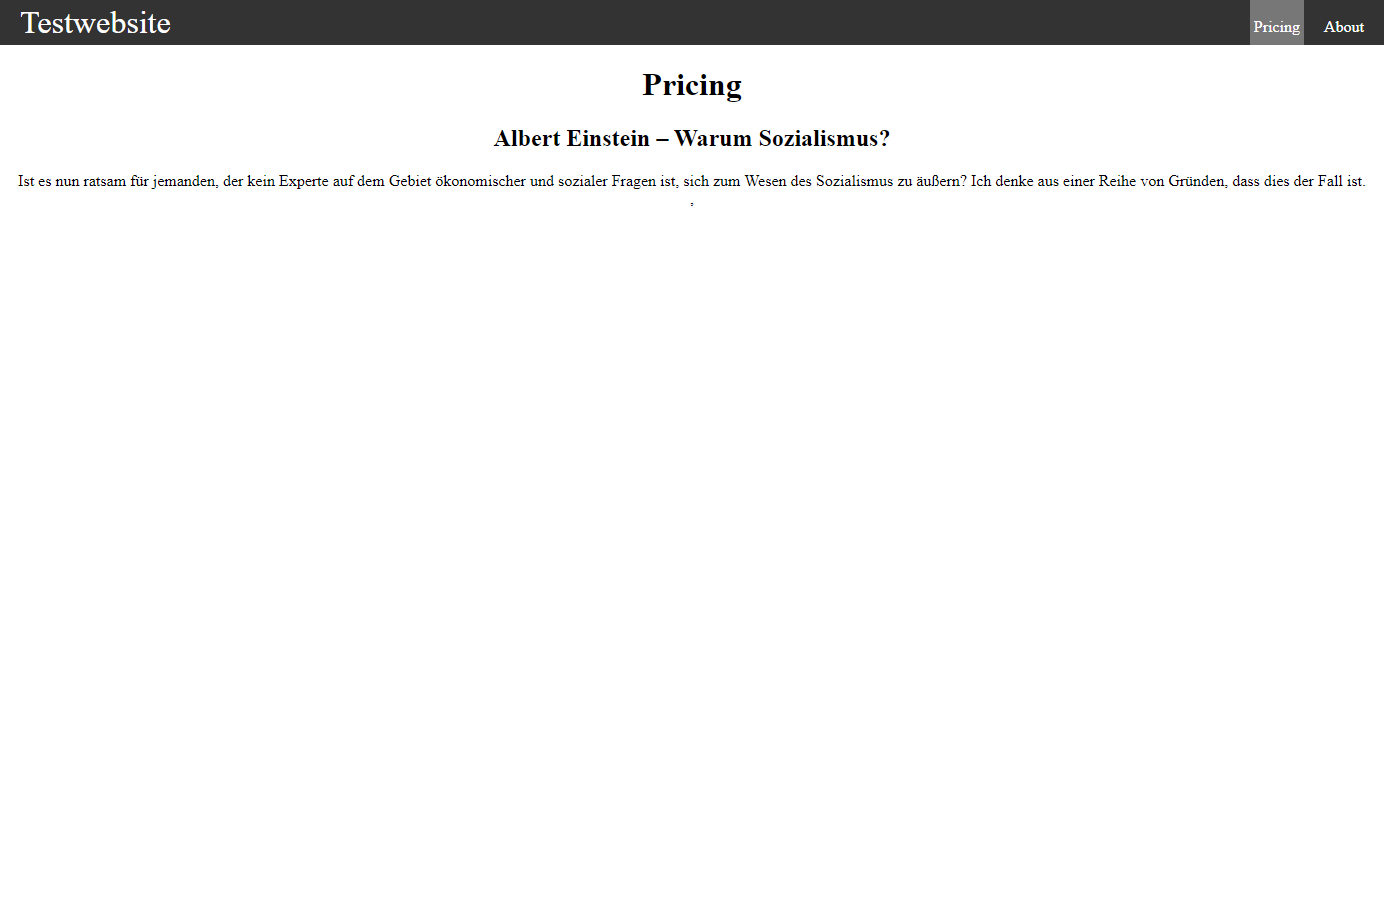 Testwebsite
Pricing About
Pricing
Albert Einstein – Warum Sozialismus?
Ist es nun ratsam für jemanden, der kein Experte auf dem Gebiet ökonomischer und sozialer Fragen ist, sich zum Wesen des Sozialismus zu äußern? Ich denke aus einer Reihe von Gründen, dass dies der Fall ist.